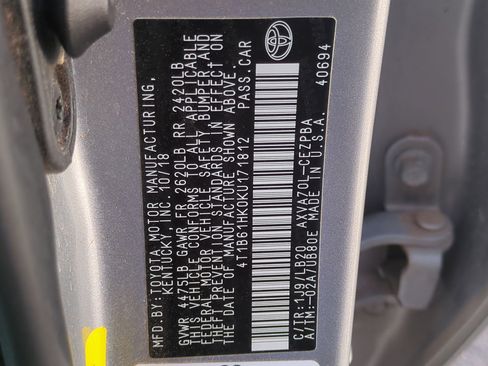 MFD.BY:TOYOTA MOTOR MANUFACTURING,
KENTUCKY, INC. 10/18
GVWR 4475LB GAWR FR. 2620LB RR. 2420LB
THIS VEHICLE CONFORMS TO ALL APPLICABLE
FEDERAL MOTOR VEHICLE SAFETY, BUMPER, AND
THEFT PREVENTION STANDARDS IN EFFECT ON
THE DATE OF MANUFACTURE SHOWN ABOVE.
4T1B61HK0KU171812 PASS.CAR
C/TR:1J9/LB20 AXVA70L-CEZPBA
A/TM:-02A/UB80E MADE IN U.S.A. 40694